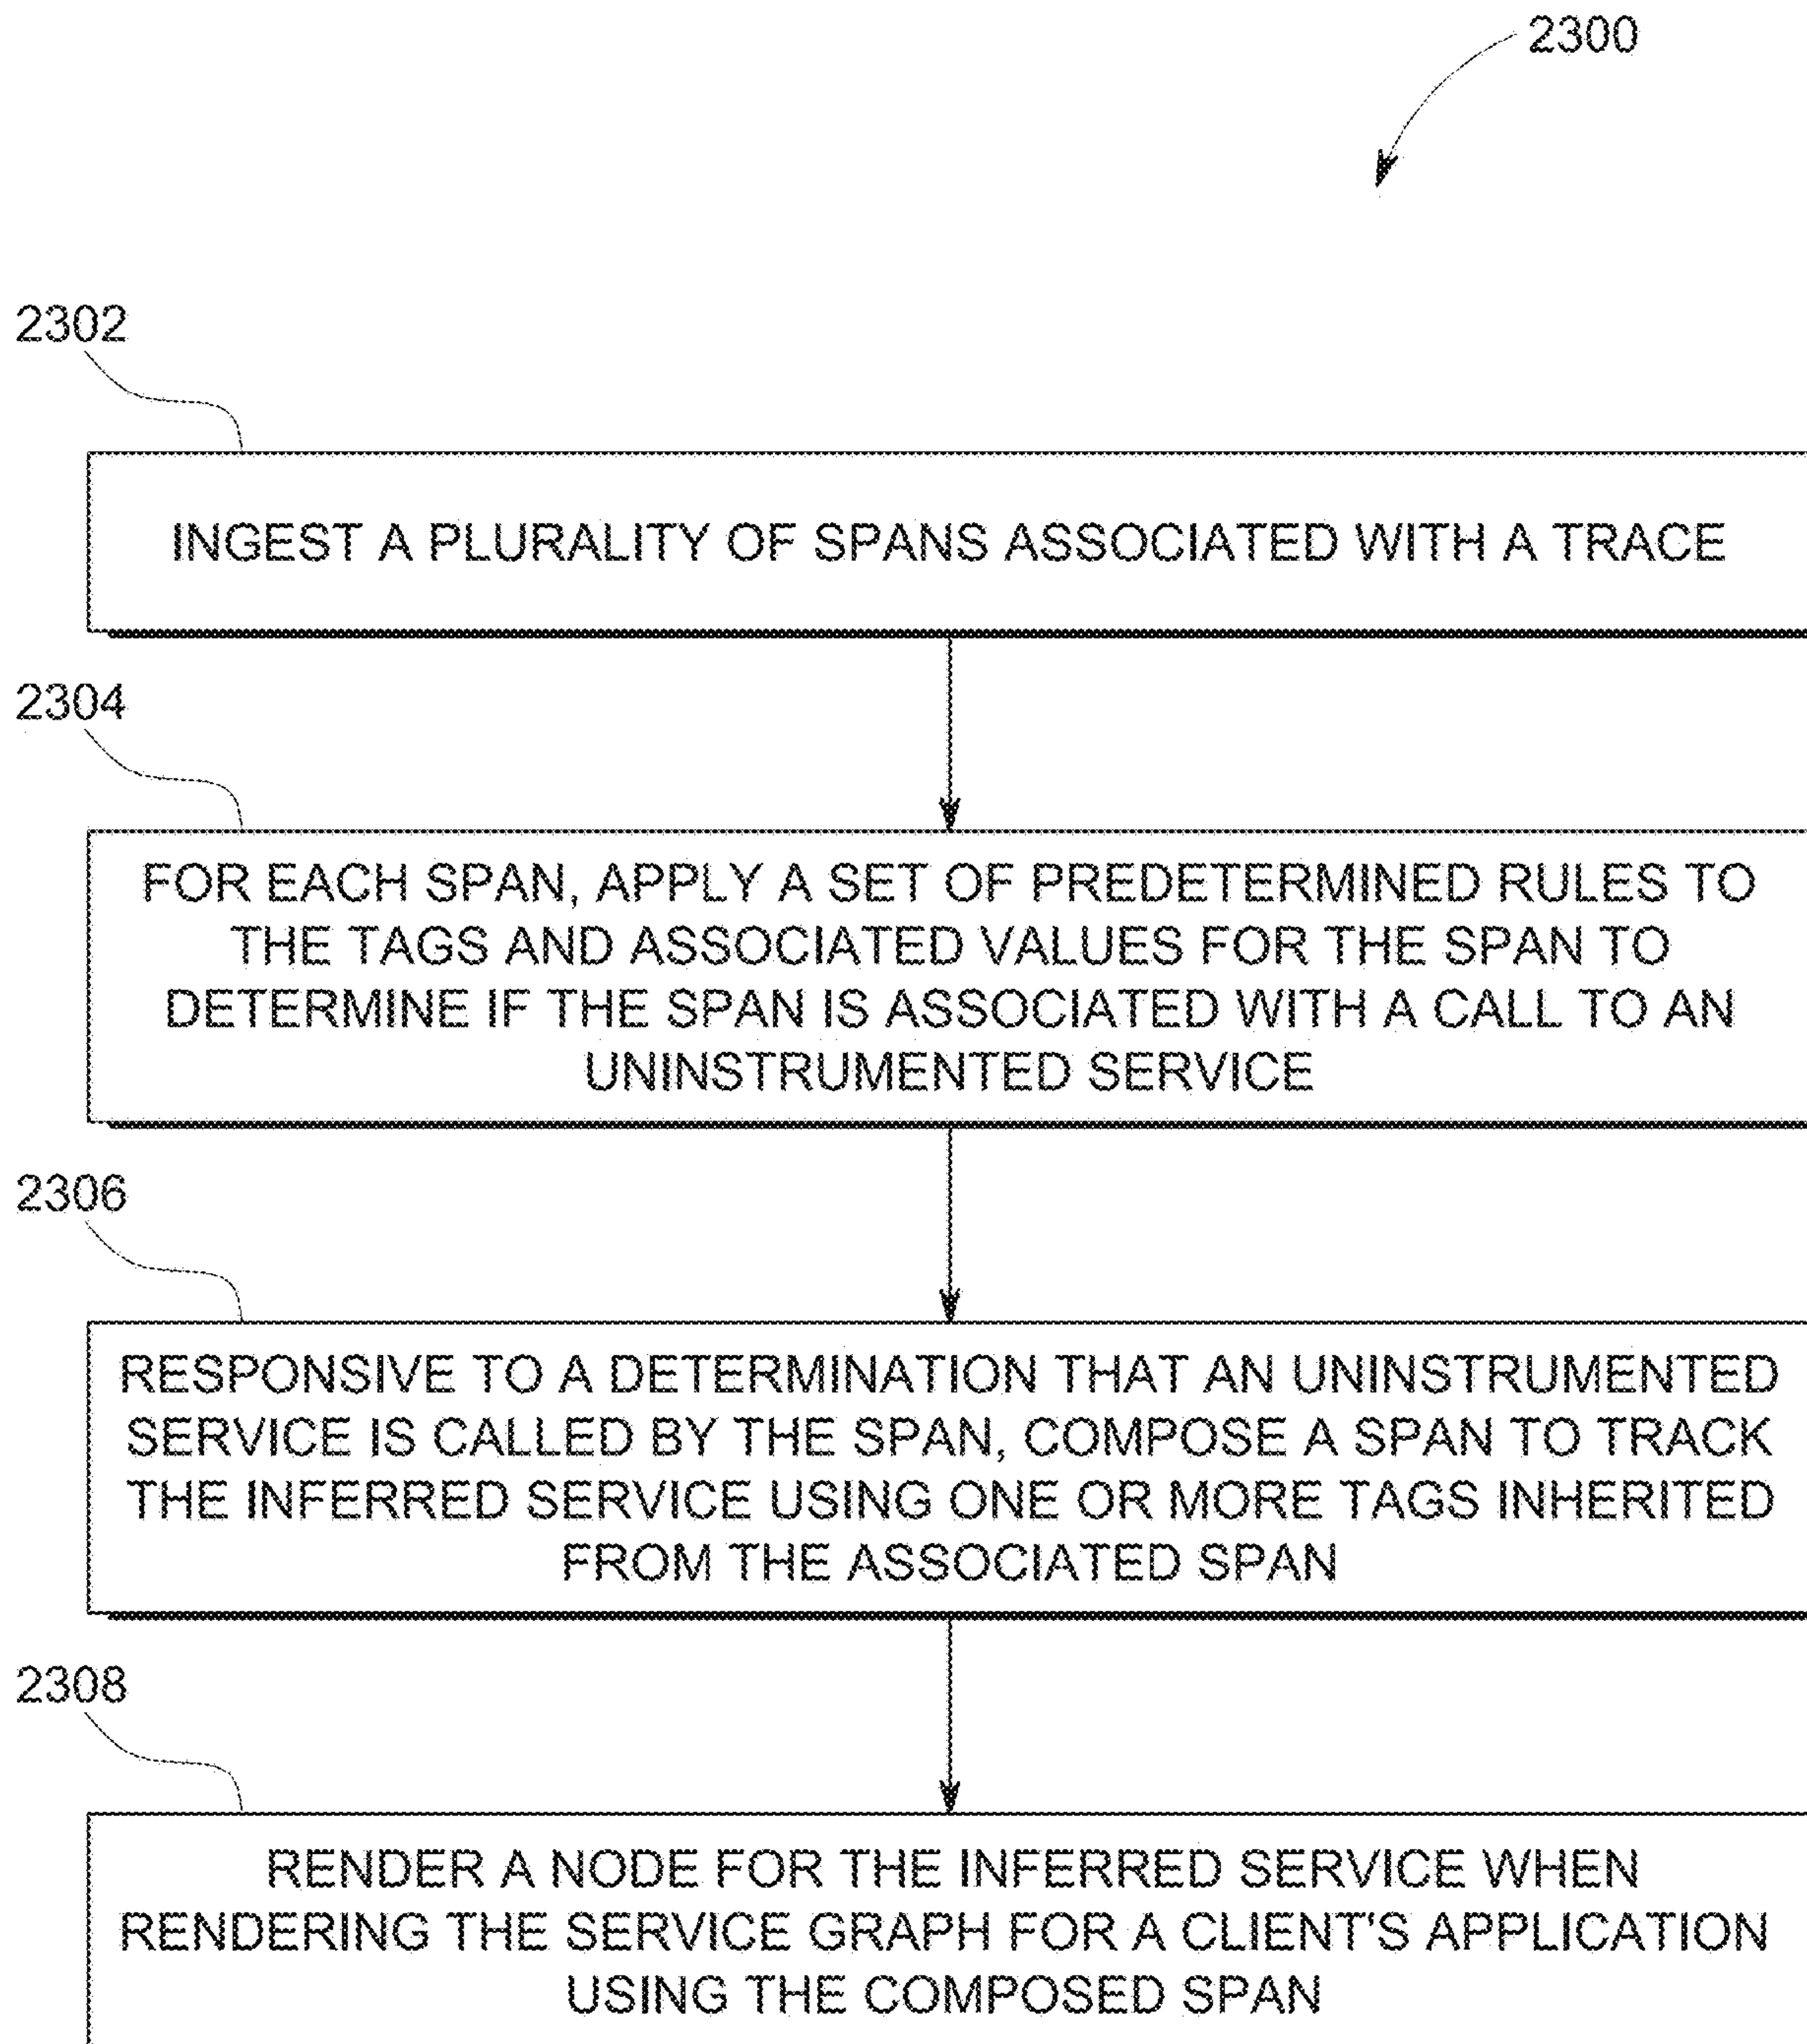 2300
2302
INGEST A PLURALITY OF SPANS ASSOCIATED WITH A TRACE
2304
FOR EACH SPAN, APPLY A SET OF PREDETERMINED RULES TO
THE TAGS AND ASSOCIATED VALUES FOR THE SPAN TO
DETERMINE IF THE SPAN IS ASSOCIATED WITH A CALL TO AN
UNINSTRUMENTED SERVICE
2306
RESPONSIVE TO A DETERMINATION THAT AN UNINSTRUMENTED
SERVICE IS CALLED BY THE SPAN, COMPOSE A SPAN TO TRACK
THE INFERRED SERVICE USING ONE OR MORE TAGS INHERITED
FROM THE ASSOCIATED SPAN
2308
RENDER A NODE FOR THE INFERRED SERVICE WHEN
RENDERING THE SERVICE GRAPH FOR A CLIENT'S APPLICATION
USING THE COMPOSED SPAN